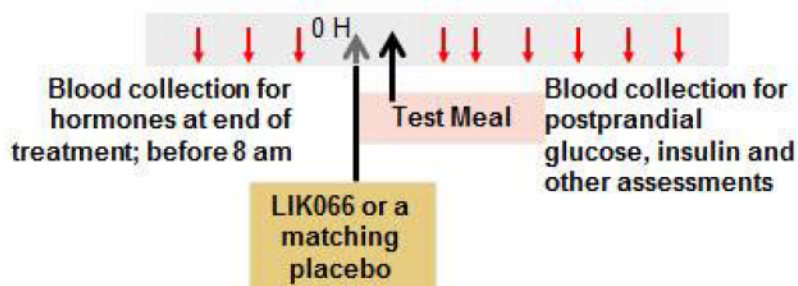 0 H
Blood collection for
hormones at end of
treatment; before 8 am
Test Meal
Blood collection for
postprandial
glucose, insulin and
other assessments
LIK066 or a
matching
placebo